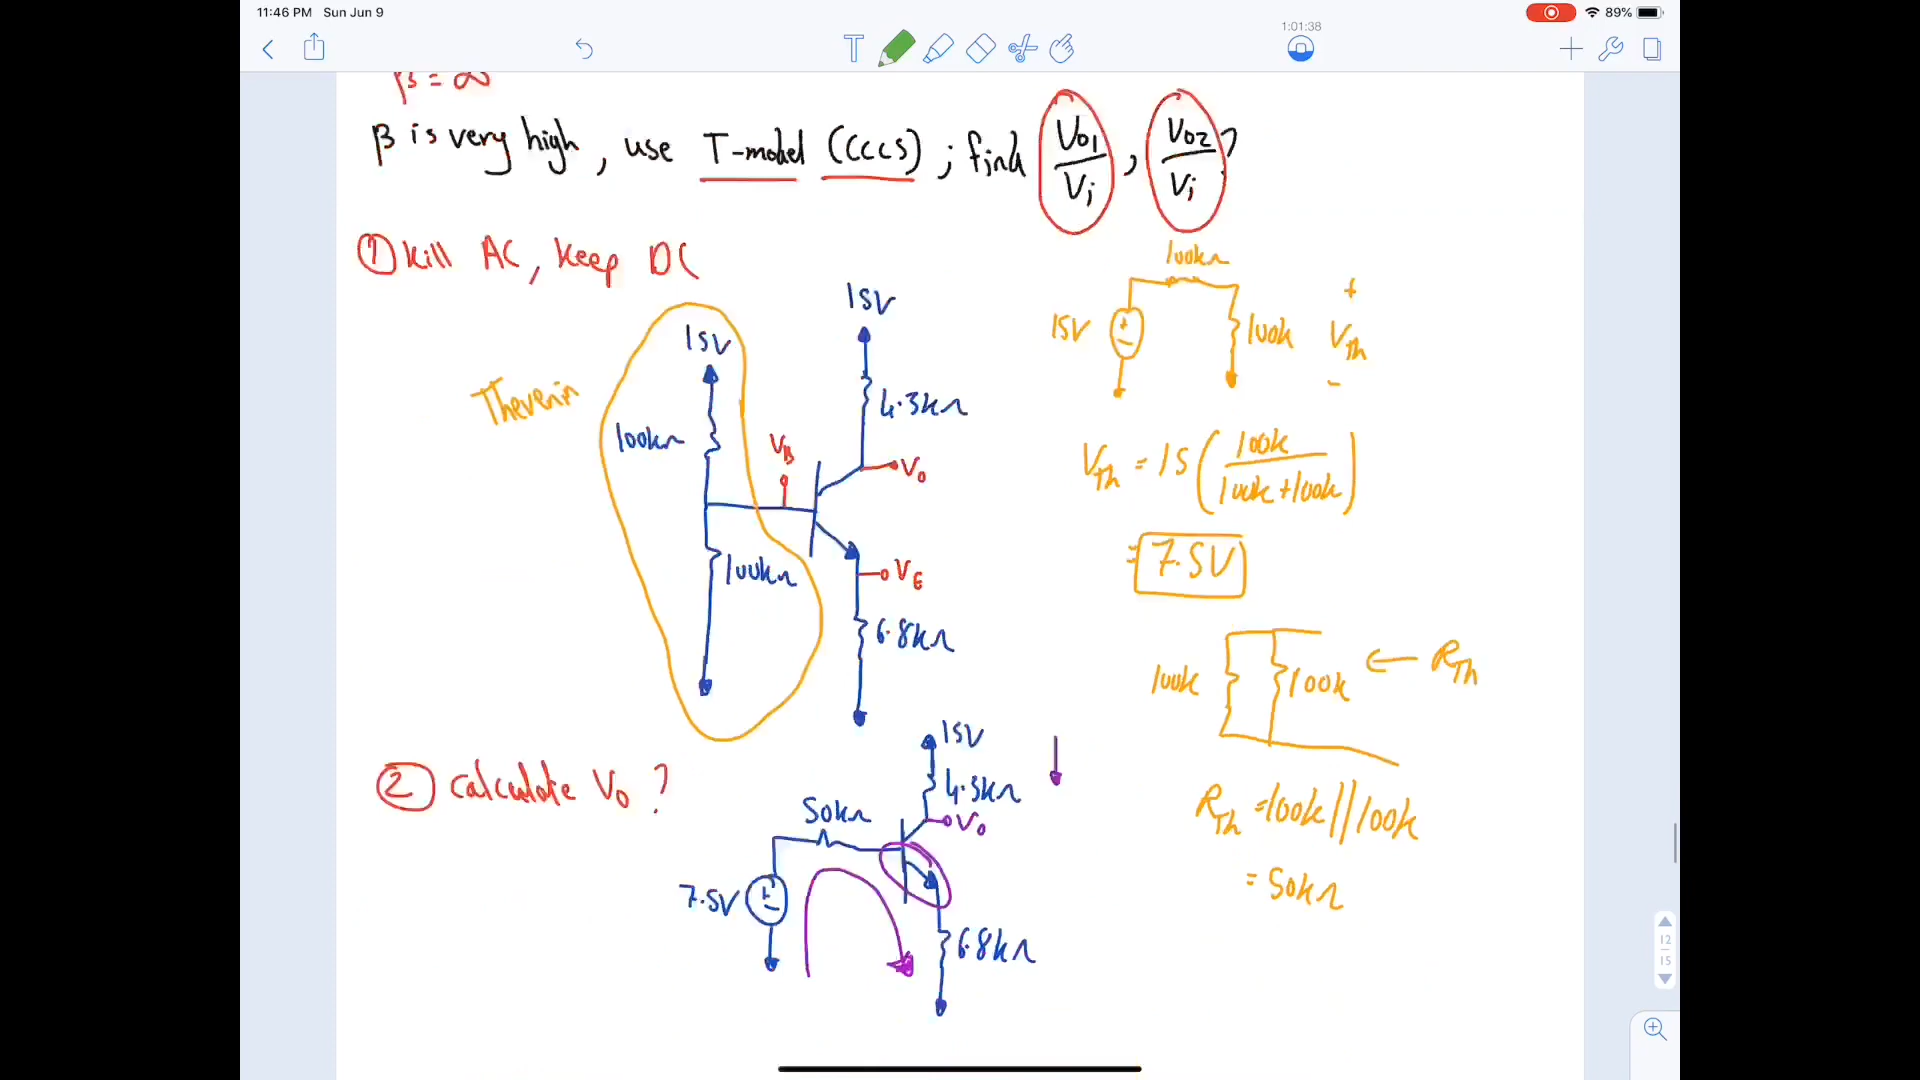 11:46 PM Sun Jun 9
89%
1:01:38
T
β = ∞
β is very high, use T-model (CCCS); find Vo1/Vi, Vo2/Vi?
① Kill AC, keep DC
Thevenin
15V
100kΩ
100kΩ
VB
15V
4.3kΩ
Vo
VE
6.8kΩ
100kΩ
15V
100k
+
VTh
-
VTh = 15 (100k/100k+100k)
= 7.5V
100k
100k
← RTh
RTh = 100k//100k
= 50kΩ
② Calculate Vo?
15V
4.3kΩ
Vo
50kΩ
7.5V
6.8kΩ
12
15